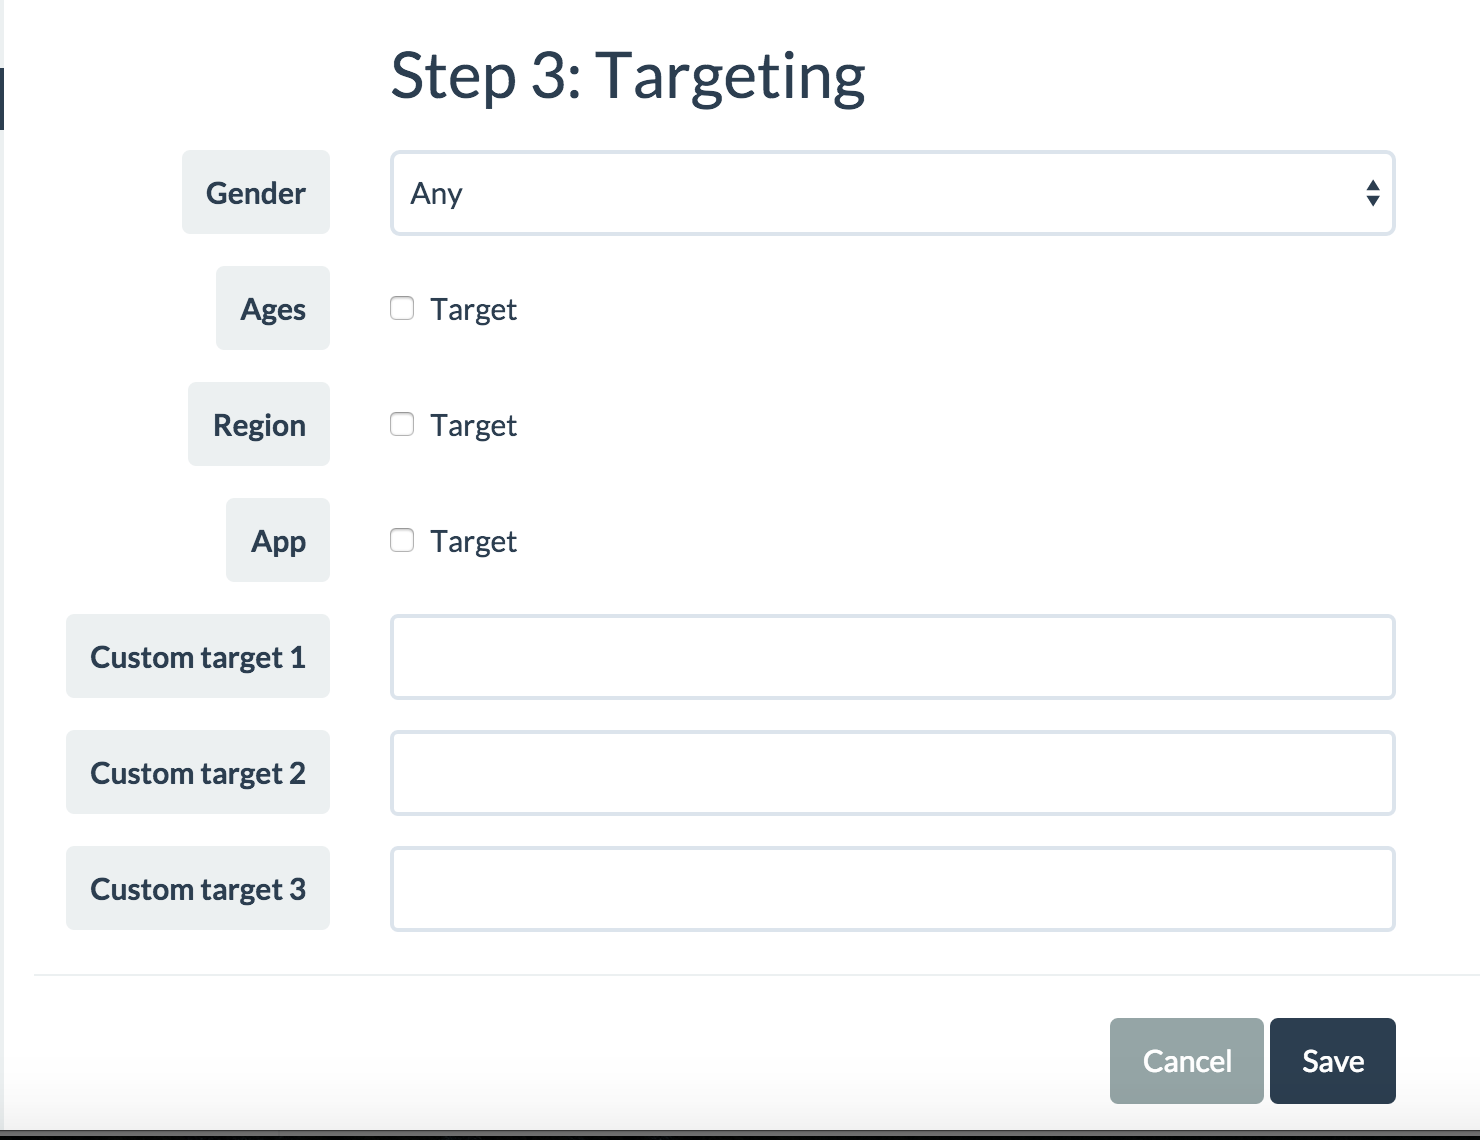 Step 3: Targeting
Gender
Any
Ages
Target
Region
Target
App
Target
Custom target 1
Custom target 2
Custom target 3
Cancel
Save